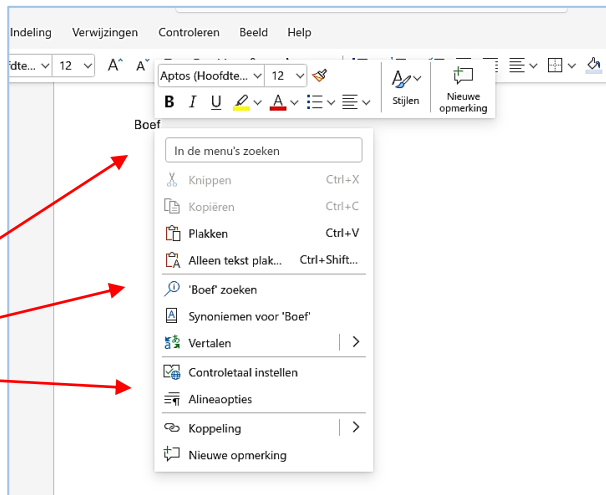 Indeling Verwijzingen Controleren Beeld Help
fdte... 12 A A
Aptos (Hoofdte... 12
B I U A
Stijlen
Nieuwe
opmerking
Boef
In de menu's zoeken
Knippen Ctrl+X
Kopiëren Ctrl+C
Plakken Ctrl+V
Alleen tekst plak... Ctrl+Shift...
'Boef' zoeken
Synoniemen voor 'Boef'
Vertalen
Controletaal instellen
Alineaopties
Koppeling
Nieuwe opmerking